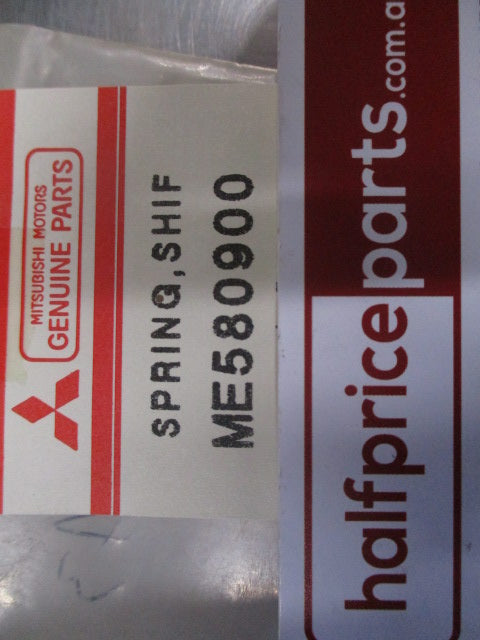 MITSUBISHI MOTORS
GENUINE PARTS
SPRING,SHIF
ME580900
halfpriceparts.com.a